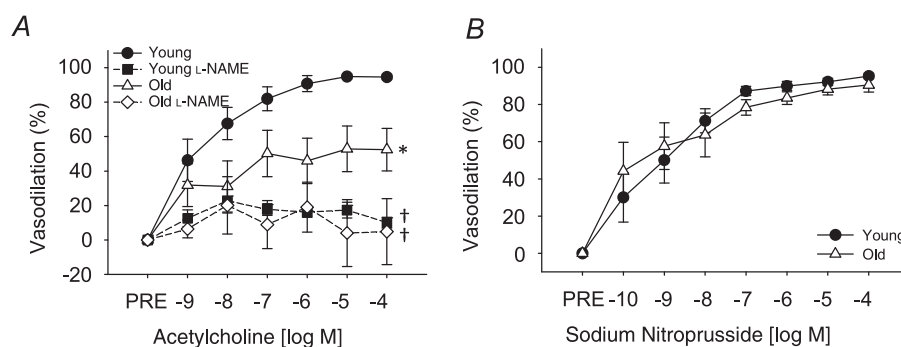 A
Young
Young L-NAME
Old
Old L-NAME
100
80
60
40
20
0
-20
Vasodilation (%)
*
†
†
PRE -9 -8 -7 -6 -5 -4
Acetylcholine [log M]
B
100
80
60
40
20
0
Vasodilation (%)
Young
Old
PRE -10 -9 -8 -7 -6 -5 -4
Sodium Nitroprusside [log M]